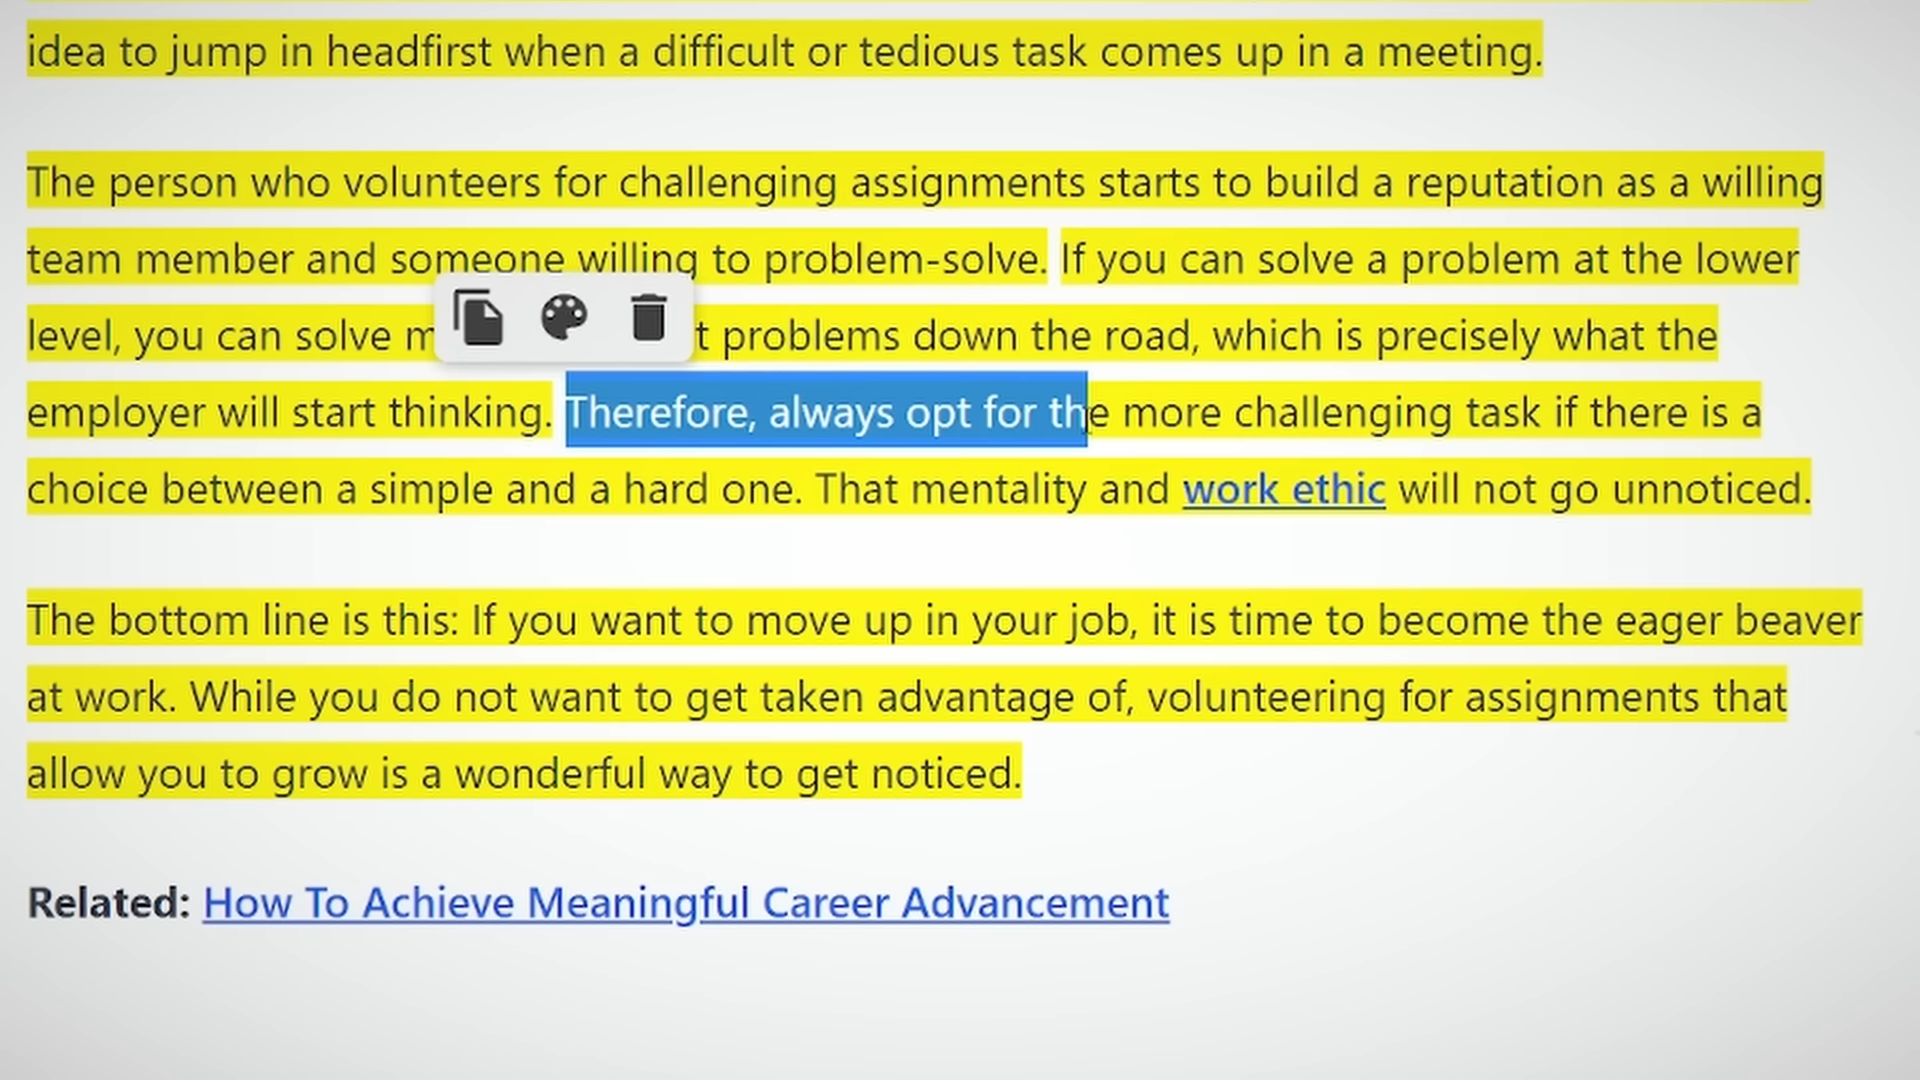 idea to jump in headfirst when a difficult or tedious task comes up in a meeting.
The person who volunteers for challenging assignments starts to build a reputation as a willing
team member and someone willing to problem-solve. If you can solve a problem at the lower
level, you can solve problems down the road, which is precisely what the
employer will start thinking. Therefore, always opt for the more challenging task if there is a
choice between a simple and a hard one. That mentality and work ethic will not go unnoticed.
The bottom line is this: If you want to move up in your job, it is time to become the eager beaver
at work. While you do not want to get taken advantage of, volunteering for assignments that
allow you to grow is a wonderful way to get noticed.
Related: How To Achieve Meaningful Career Advancement